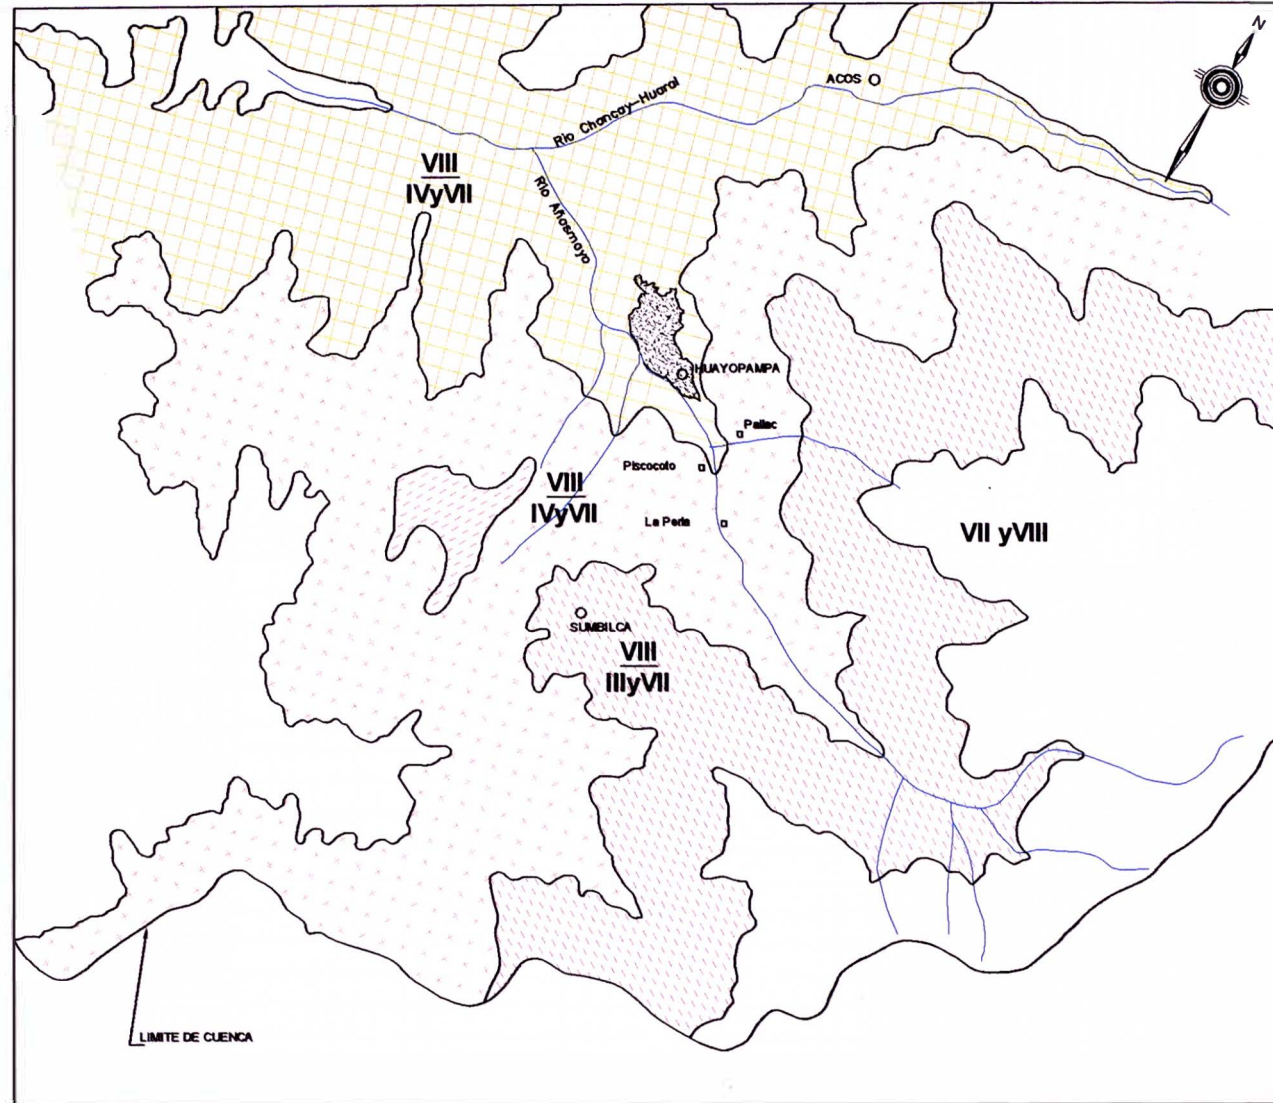 N
ACOS
Rio Chancay-Huaral
VIII
IVyVII
Rio Añasmayo
HUAYOPAMPA
Pallac
Piscocoto
VIII
IVyVII
La Perla
VII yVIII
SUMBILCA
VIII
IIIyVII
LIMITE DE CUENCA